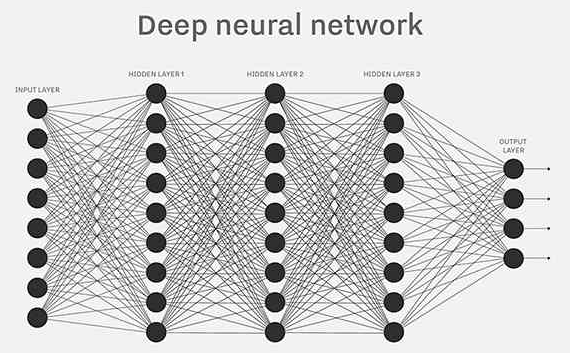 Deep neural network
INPUT LAYER
HIDDEN LAYER 1
HIDDEN LAYER 2
HIDDEN LAYER 3
OUTPUT
LAYER